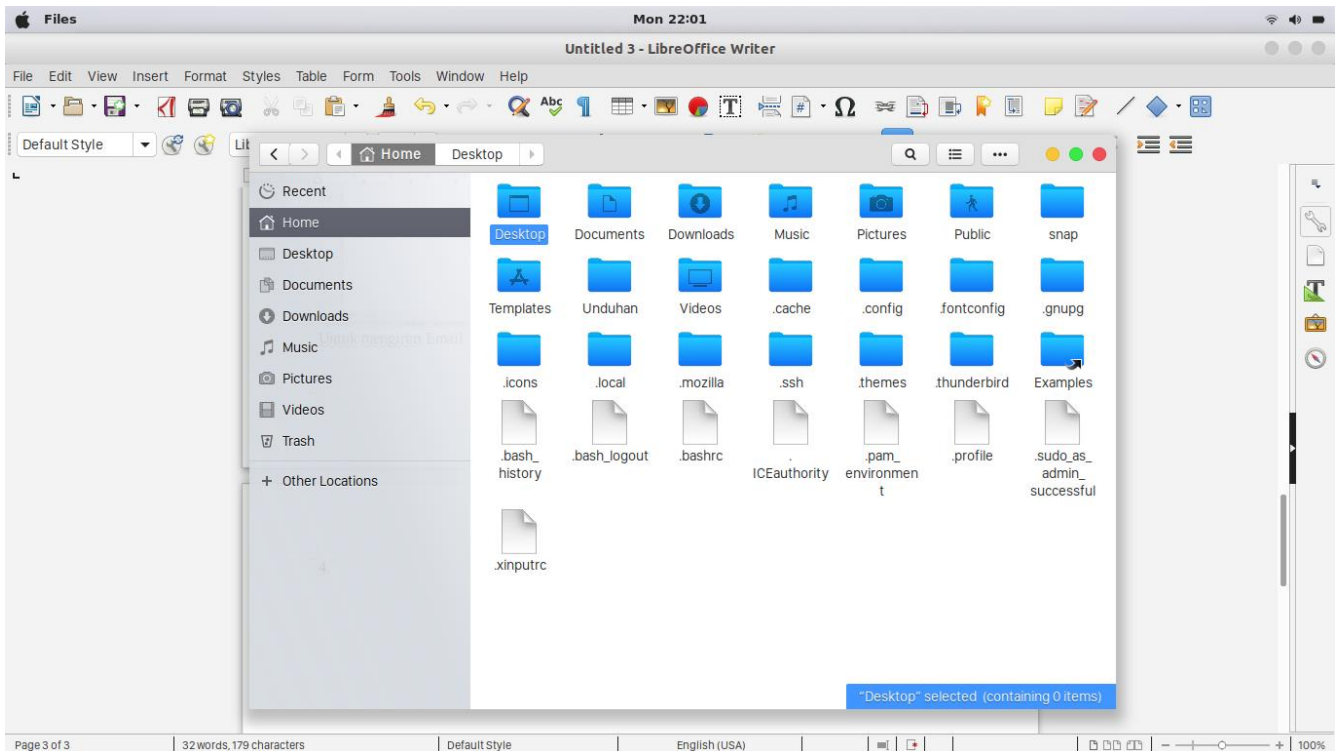 Files
Mon 22:01
Untitled 3 - LibreOffice Writer
File Edit View Insert Format Styles Table Form Tools Window Help
Default Style
Lib
Home
Desktop
Recent
Home
Desktop
Documents
Downloads
Music
Pictures
Videos
Trash
+ Other Locations
Desktop Documents Downloads Music Pictures Public snap
Templates Unduhan Videos .cache .config .fontconfig .gnupg
.icons .local .mozilla .ssh .themes .thunderbird Examples
.bash_
history
.bash_logout
.bashrc
.
ICEauthority
.pam_
environmen
t
.profile
.sudo_as_
admin_
successful
.xinputrc
4.
"Desktop" selected (containing 0 items)
Page 3 of 3
32 words, 179 characters
Default Style
English (USA)
100%